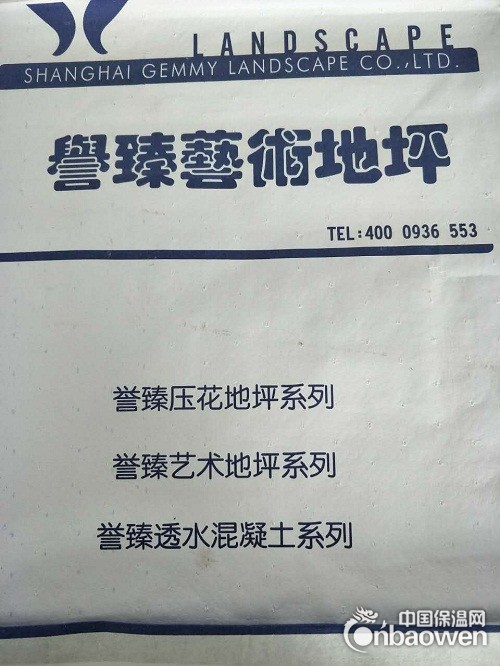 LANDSCAPE
SHANGHAI GEMMY LANDSCAPE CO.,LTD.
譽臻藝術地坪
TEL:400 0936 553
誉臻压花地坪系列
誉臻艺术地坪系列
誉臻透水混凝土系列
中国保温网
cnbaowen